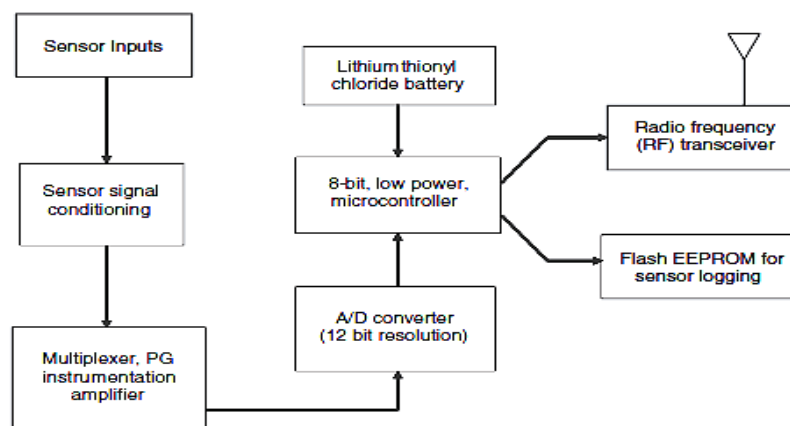 Sensor Inputs
Sensor signal
conditioning
Multiplexer, PG
instrumentation
amplifier
Lithium thionyl
chloride battery
8-bit, low power,
microcontroller
A/D converter
(12 bit resolution)
Radio frequency
(RF) transceiver
Flash EEPROM for
sensor logging